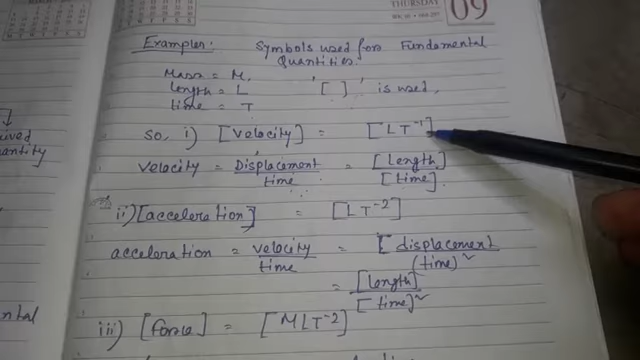 THURSDAY
09
Examples: Symbols used for Fundamental
Quantities.
Mass = M,
length = L '[ ]' is used,
time = T
so, i) [velocity] = [LT⁻¹]
velocity = Displacement/time = [length]/[time].
ii) [acceleration] = [LT⁻²]
acceleration = velocity/time = [displacement/(time)²
= [length]/[time]²
iii) [force] = [MLT⁻²]